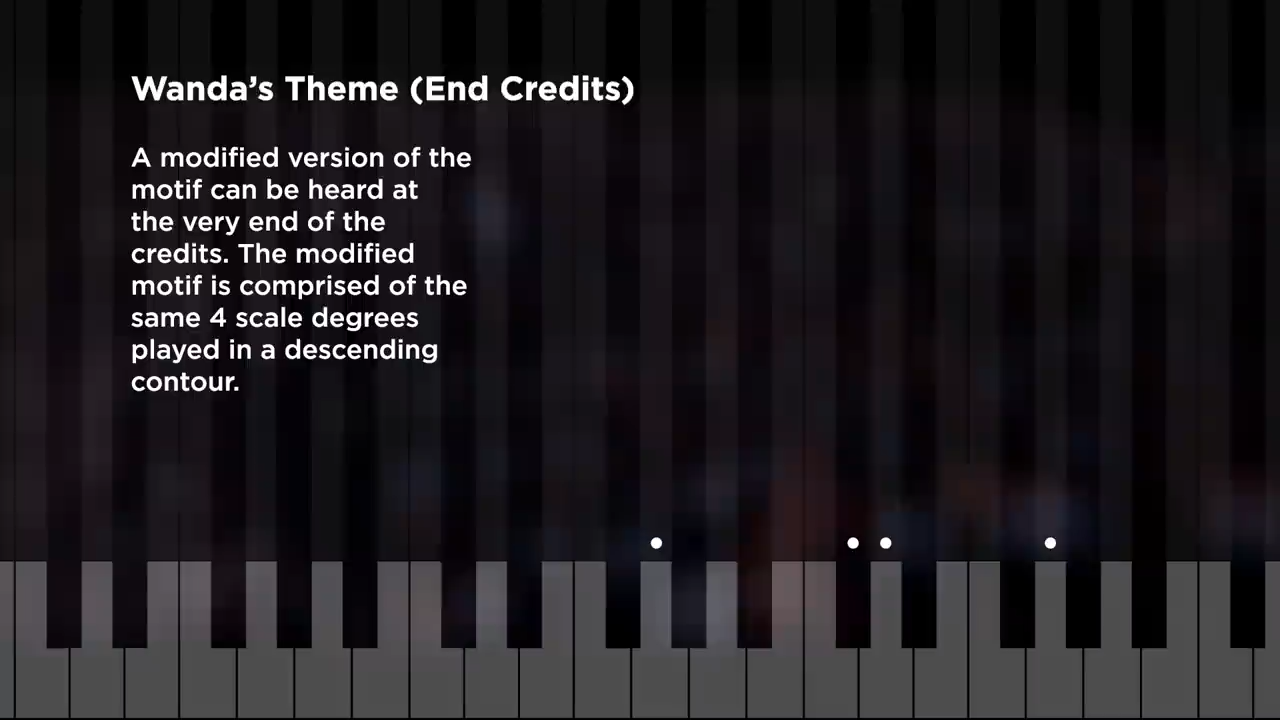 Wanda’s Theme (End Credits)
A modified version of the
motif can be heard at
the very end of the
credits. The modified
motif is comprised of the
same 4 scale degrees
played in a descending
contour.